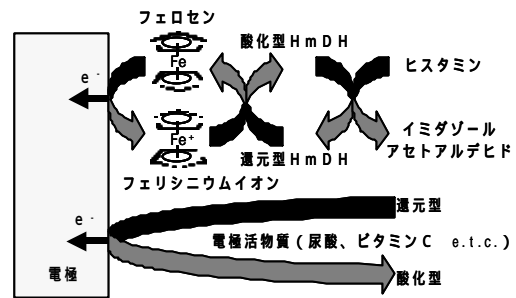 フェロセン
Fe
酸化型HmDH
ヒスタミン
e-
Fe+
イミダゾール
アセトアルデヒド
還元型HmDH
フェリシニウムイオン
還元型
e-
電極活物質(尿酸、ビタミンC e.t.c.)
電極
酸化型